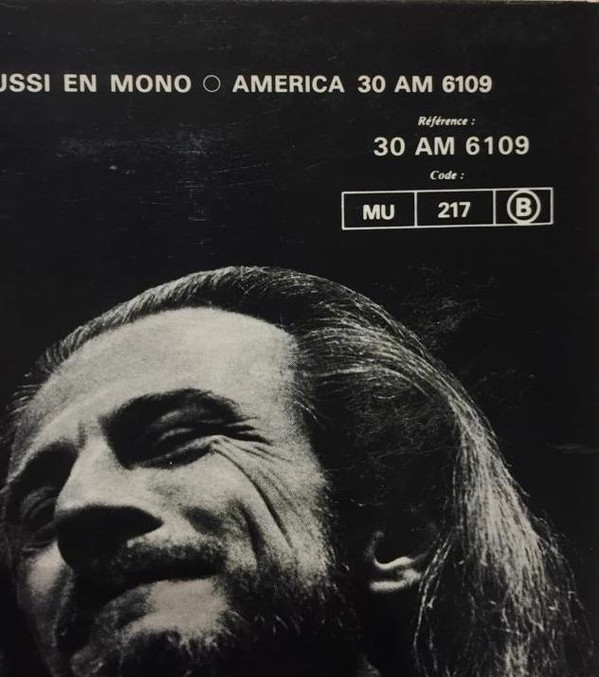 USSI EN MONO ○ AMERICA 30 AM 6109
Référence :
30 AM 6109
Code :
MU 217 B